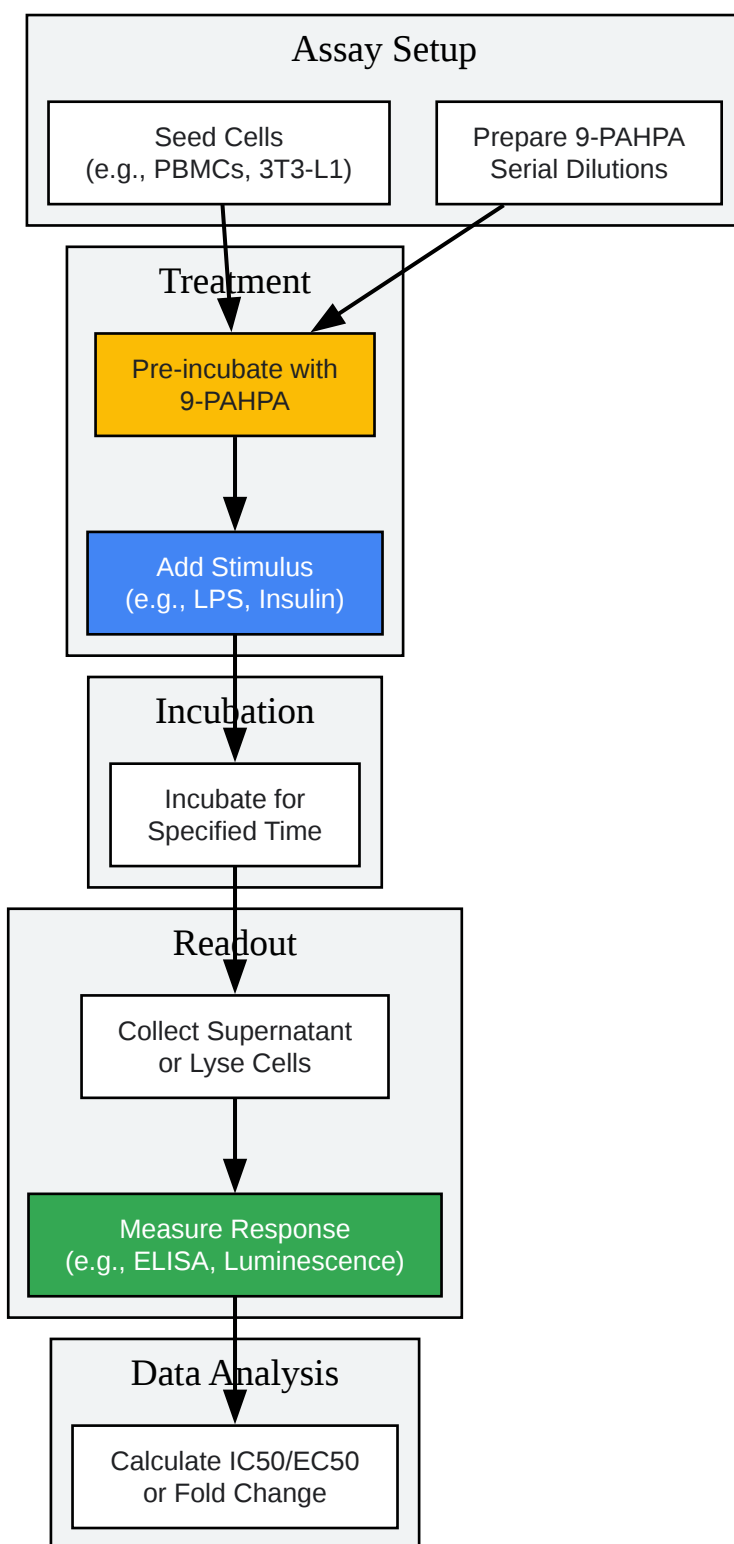 Assay Setup
Seed Cells
(e.g., PBMCs, 3T3-L1)
Prepare 9-PAHPA
Serial Dilutions
Treatment
Pre-incubate with
9-PAHPA
Add Stimulus
(e.g., LPS, Insulin)
Incubation
Incubate for
Specified Time
Readout
Collect Supernatant
or Lyse Cells
Measure Response
(e.g., ELISA, Luminescence)
Data Analysis
Calculate IC50/EC50
or Fold Change